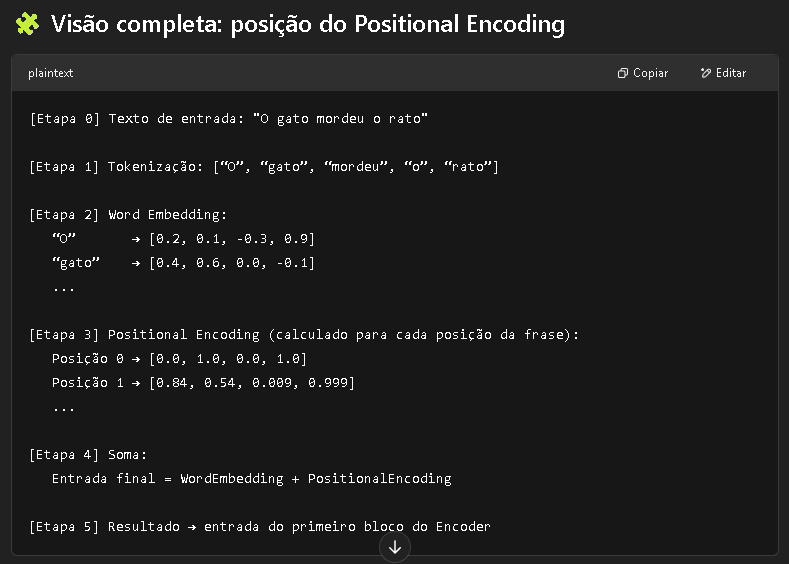 🧩 Visão completa: posição do Positional Encoding
plaintext
Copiar
Editar
[Etapa 0] Texto de entrada: "O gato mordeu o rato"
[Etapa 1] Tokenização: [“O”, “gato”, “mordeu”, “o”, “rato”]
[Etapa 2] Word Embedding:
“O” → [0.2, 0.1, -0.3, 0.9]
“gato” → [0.4, 0.6, 0.0, -0.1]
...
[Etapa 3] Positional Encoding (calculado para cada posição da frase):
Posição 0 → [0.0, 1.0, 0.0, 1.0]
Posição 1 → [0.84, 0.54, 0.009, 0.999]
...
[Etapa 4] Soma:
Entrada final = WordEmbedding + PositionalEncoding
[Etapa 5] Resultado → entrada do primeiro bloco do Encoder